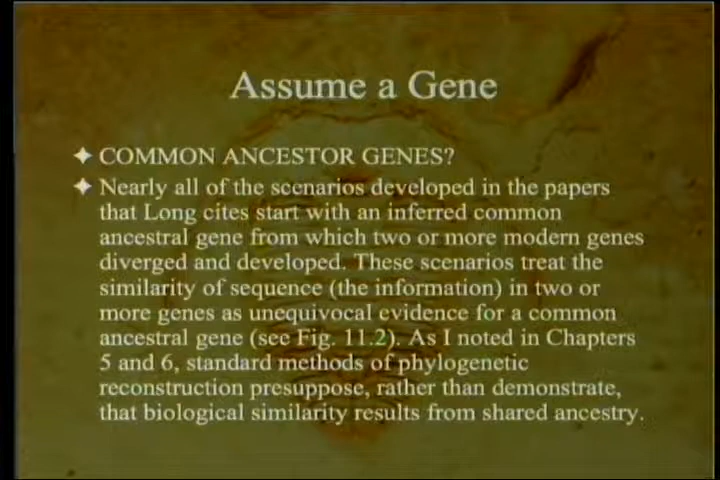 Assume a Gene
COMMON ANCESTOR GENES?
Nearly all of the scenarios developed in the papers
that Long cites start with an inferred common
ancestral gene from which two or more modern genes
diverged and developed. These scenarios treat the
similarity of sequence (the information) in two or
more genes as unequivocal evidence for a common
ancestral gene (see Fig. 11.2). As I noted in Chapters
5 and 6, standard methods of phylogenetic
reconstruction presuppose, rather than demonstrate,
that biological similarity results from shared ancestry.